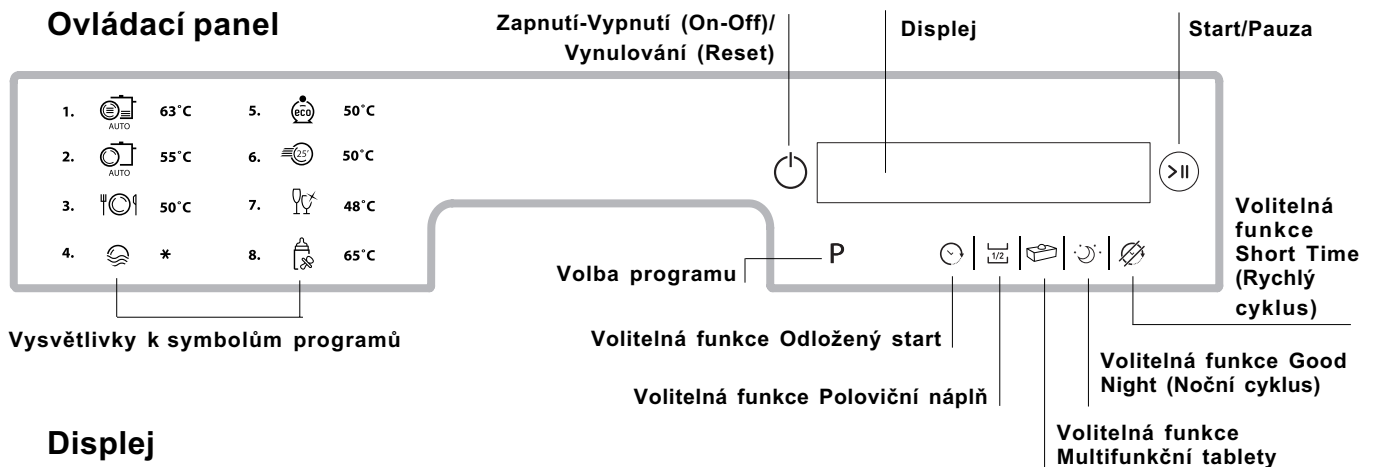 Ovládací panel
Zapnutí-Vypnutí (On-Off)/
Vynulování (Reset)
Displej
Start/Pauza
1. AUTO 63°C
2. AUTO 55°C
3. 50°C
4. *
5. eco 50°C
6. 25' 50°C
7. 48°C
8. 65°C
P
1/2
Volba programu
Vysvětlivky k symbolům programů
Volitelná funkce Odložený start
Volitelná funkce Poloviční náplň
Volitelná
funkce
Short Time
(Rychlý
cyklus)
Volitelná funkce Good
Night (Noční cyklus)
Volitelná funkce
Multifunkční tablety
Displej